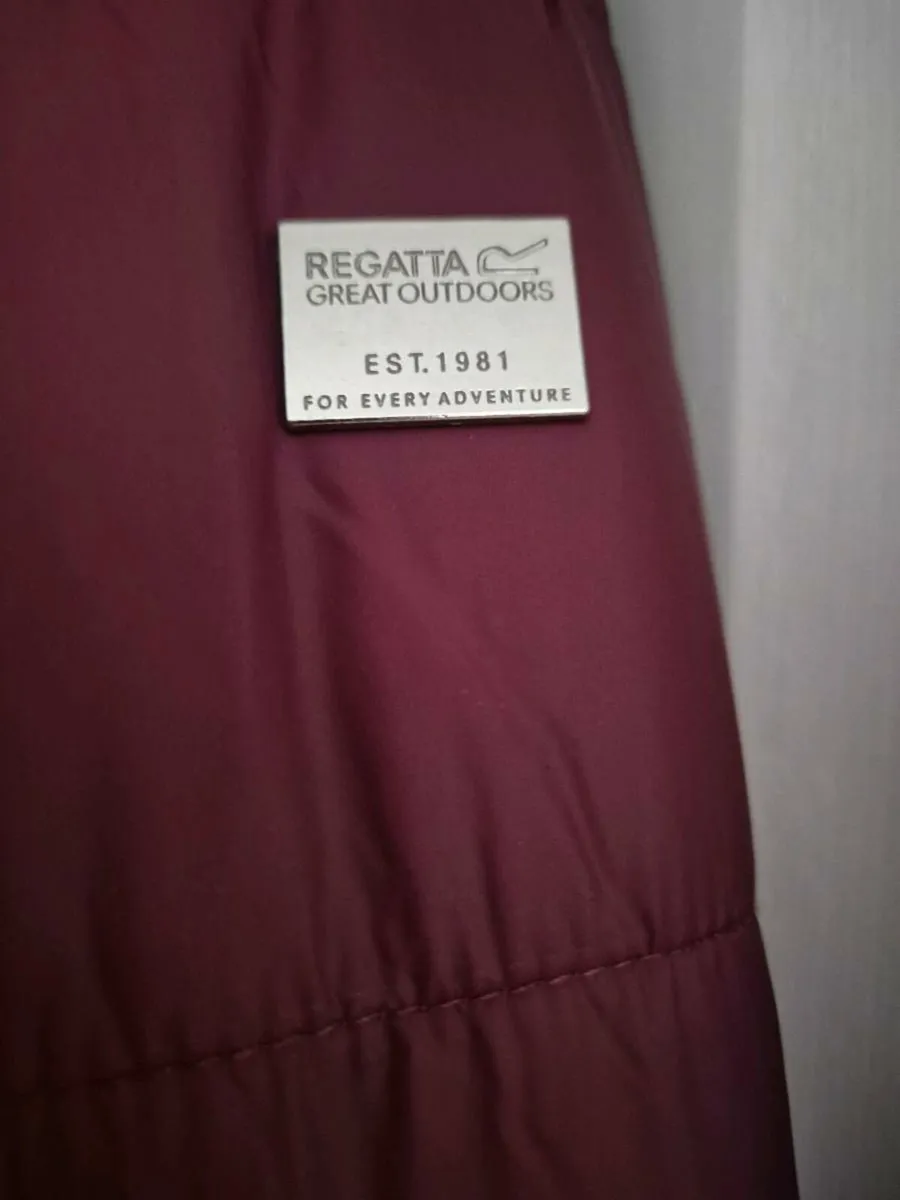 REGATTA
GREAT OUTDOORS
EST. 1981
FOR EVERY ADVENTURE